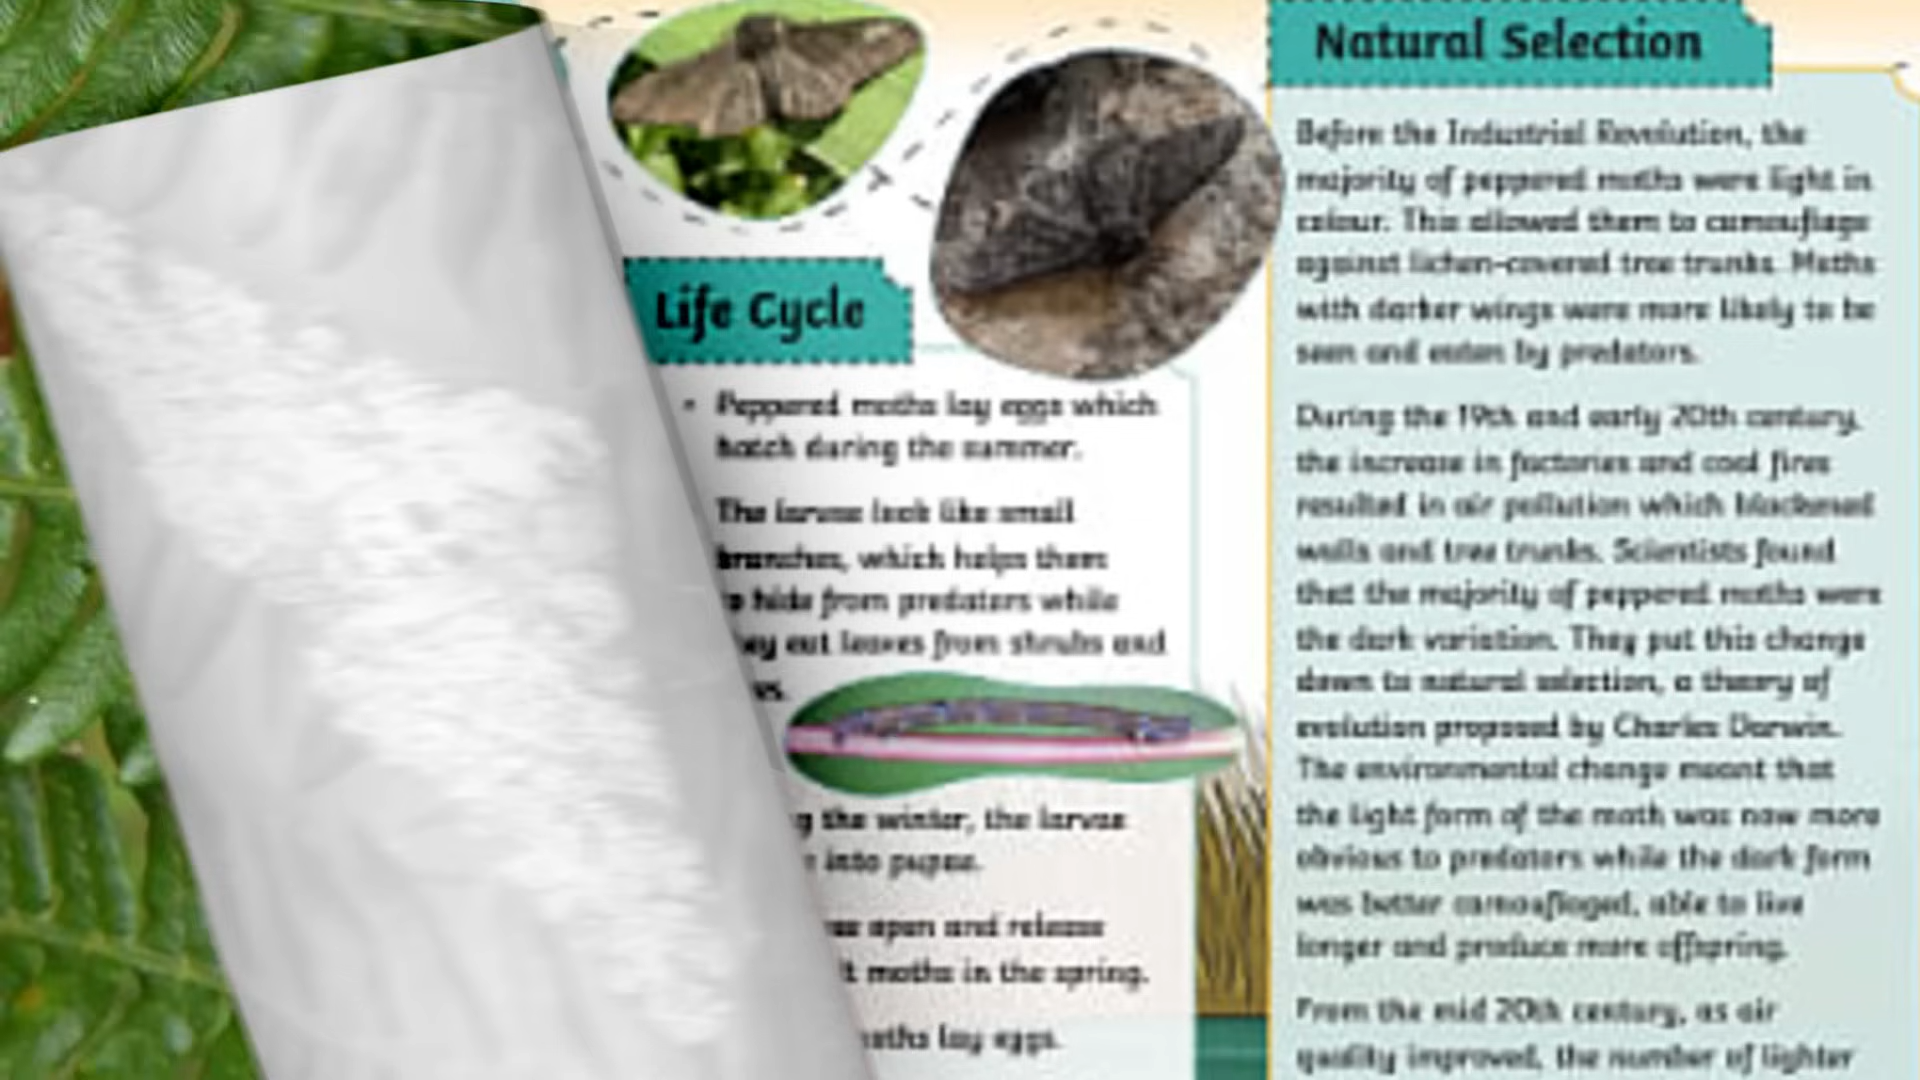 Life Cycle
• Peppered moths lay eggs which
hatch during the summer.
The larvae look like small
branches, which helps them
hide from predators while
eat leaves from shrubs and
the winter, the larvae
into pupae.
open and release
moths in the spring.
lay eggs.
Natural Selection
Before the Industrial Revolution, the
majority of peppered moths were light in
colour. This allowed them to camouflage
against lichen-covered tree trunks. Moths
with darker wings were more likely to be
seen and eaten by predators.
During the 19th and early 20th century,
the increase in factories and coal fires
resulted in air pollution which blackened
walls and tree trunks. Scientists found
that the majority of peppered moths were
the dark variation. They put this change
down to natural selection, a theory of
evolution proposed by Charles Darwin.
The environmental change meant that
the light form of the moth was now more
obvious to predators while the dark form
was better camouflaged, able to live
longer and produce more offspring.
From the mid 20th century, as air
quality improved, the number of lighter